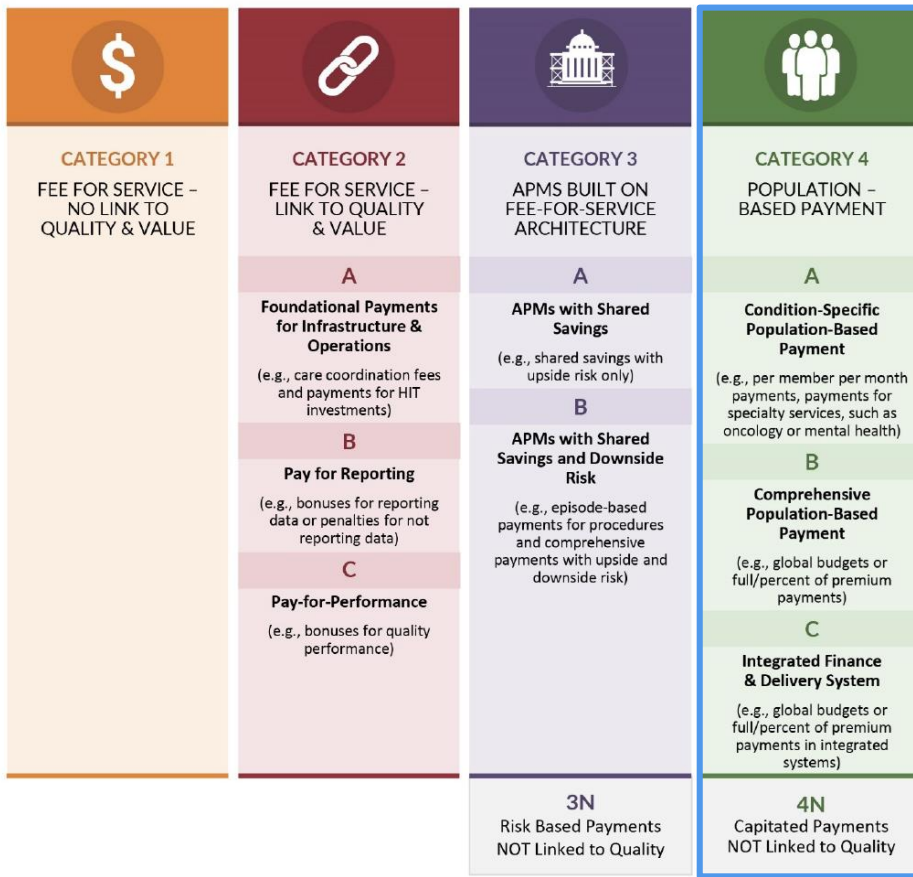 $
CATEGORY 1
FEE FOR SERVICE –
NO LINK TO
QUALITY & VALUE
CATEGORY 2
FEE FOR SERVICE –
LINK TO QUALITY
& VALUE
A
Foundational Payments
for Infrastructure &
Operations
(e.g., care coordination fees
and payments for HIT
investments)
B
Pay for Reporting
(e.g., bonuses for reporting
data or penalties for not
reporting data)
C
Pay-for-Performance
(e.g., bonuses for quality
performance)
CATEGORY 3
APMS BUILT ON
FEE-FOR-SERVICE
ARCHITECTURE
A
APMs with Shared
Savings
(e.g., shared savings with
upside risk only)
B
APMs with Shared
Savings and Downside
Risk
(e.g., episode-based
payments for procedures
and comprehensive
payments with upside and
downside risk)
3N
Risk Based Payments
NOT Linked to Quality
CATEGORY 4
POPULATION –
BASED PAYMENT
A
Condition-Specific
Population-Based
Payment
(e.g., per member per month
payments, payments for
specialty services, such as
oncology or mental health)
B
Comprehensive
Population-Based
Payment
(e.g., global budgets or
full/percent of premium
payments)
C
Integrated Finance
& Delivery System
(e.g., global budgets or
full/percent of premium
payments in integrated
systems)
4N
Capitated Payments
NOT Linked to Quality